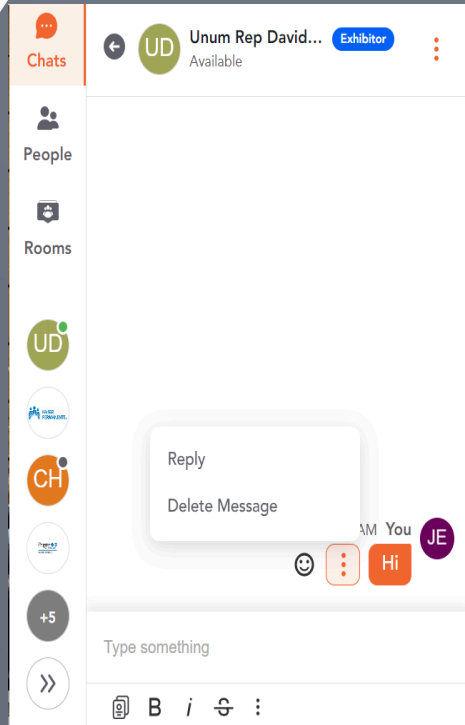 Chats
People
Rooms
UD
CH
+5
UD
Unum Rep David...
Exhibitor
Available
Reply
Delete Message
AM You
JE
Hi
Type something
B i S